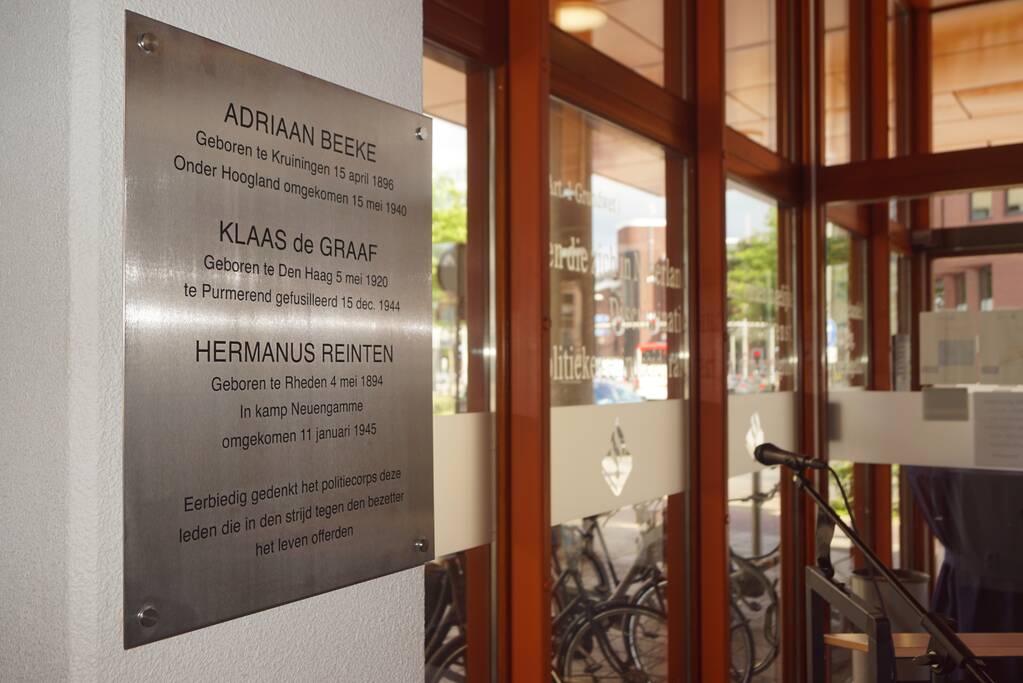 ADRIAAN BEEKE
Geboren te Kruiningen 15 april 1896
Onder Hoogland omgekomen 15 mei 1940
KLAAS de GRAAF
Geboren te Den Haag 5 mei 1920
te Purmerend gefusilleerd 15 dec. 1944
HERMANUS REINTEN
Geboren te Rheden 4 mei 1894
In kamp Neuengamme
omgekomen 11 januari 1945
Eerbiedig gedenkt het politiecorps deze
leden die in den strijd tegen den bezetter
het leven offerden